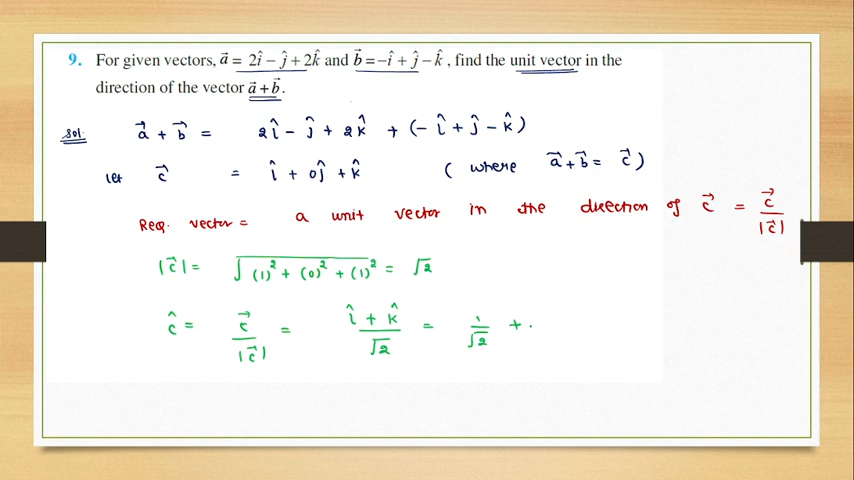 9. For given vectors, a⃗ = 2î − ĵ + 2k̂ and b⃗ = −î + ĵ − k̂ , find the unit vector in the
direction of the vector a⃗ + b⃗.
Sol. a⃗ + b⃗ = 2î − ĵ + 2k̂ + (− î + ĵ − k̂)
Let c⃗ = î + 0ĵ + k̂ ( where a⃗ + b⃗ = c⃗ )
Req. vector = a unit vector in the direction of c⃗ = c⃗ / |c⃗|
|c⃗| = √((1)² + (0)² + (1)²) = √2
ĉ = c⃗ / |c⃗| = (î + k̂) / √2 = î / √2 + .